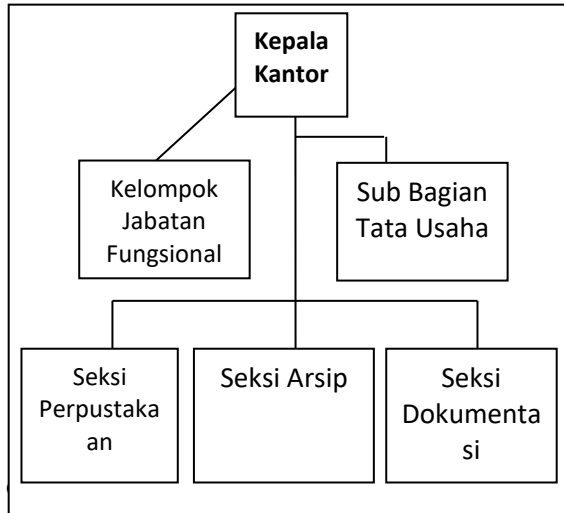 Kepala
Kantor
Kelompok
Jabatan
Fungsional
Sub Bagian
Tata Usaha
Seksi
Perpustaka
an
Seksi Arsip
Seksi
Dokumenta
si